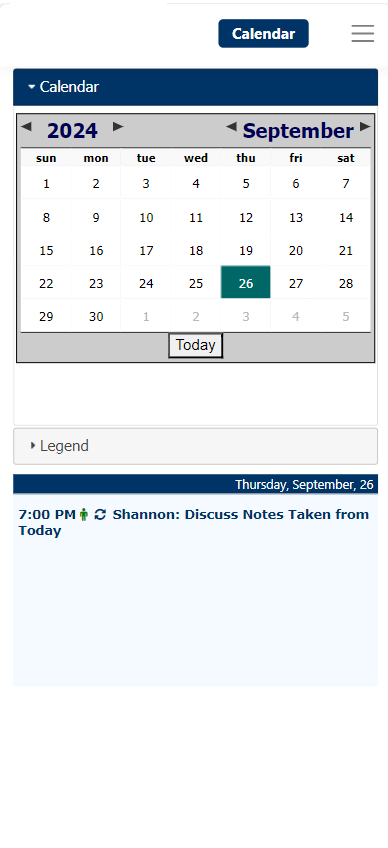 Calendar
Calendar
2024 September
sun mon tue wed thu fri sat
1 2 3 4 5 6 7
8 9 10 11 12 13 14
15 16 17 18 19 20 21
22 23 24 25 26 27 28
29 30 1 2 3 4 5
Today
Legend
Thursday, September, 26
7:00 PM Shannon: Discuss Notes Taken from
Today